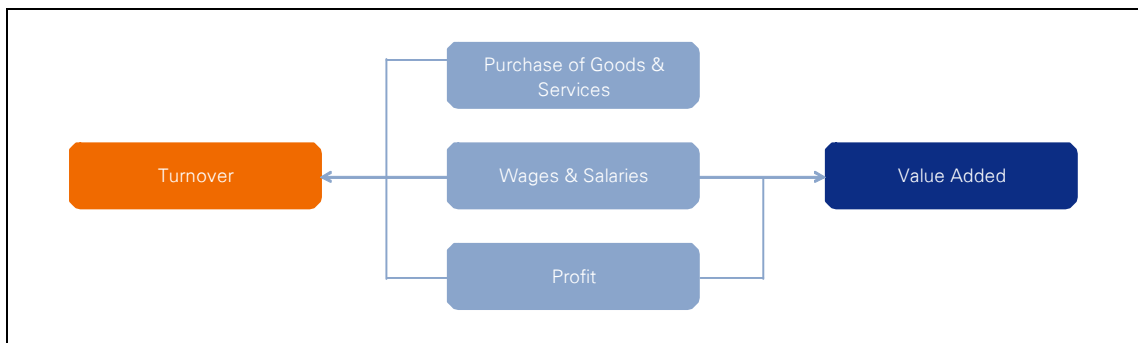 Purchase of Goods &
Services
Turnover
Wages & Salaries
Value Added
Profit